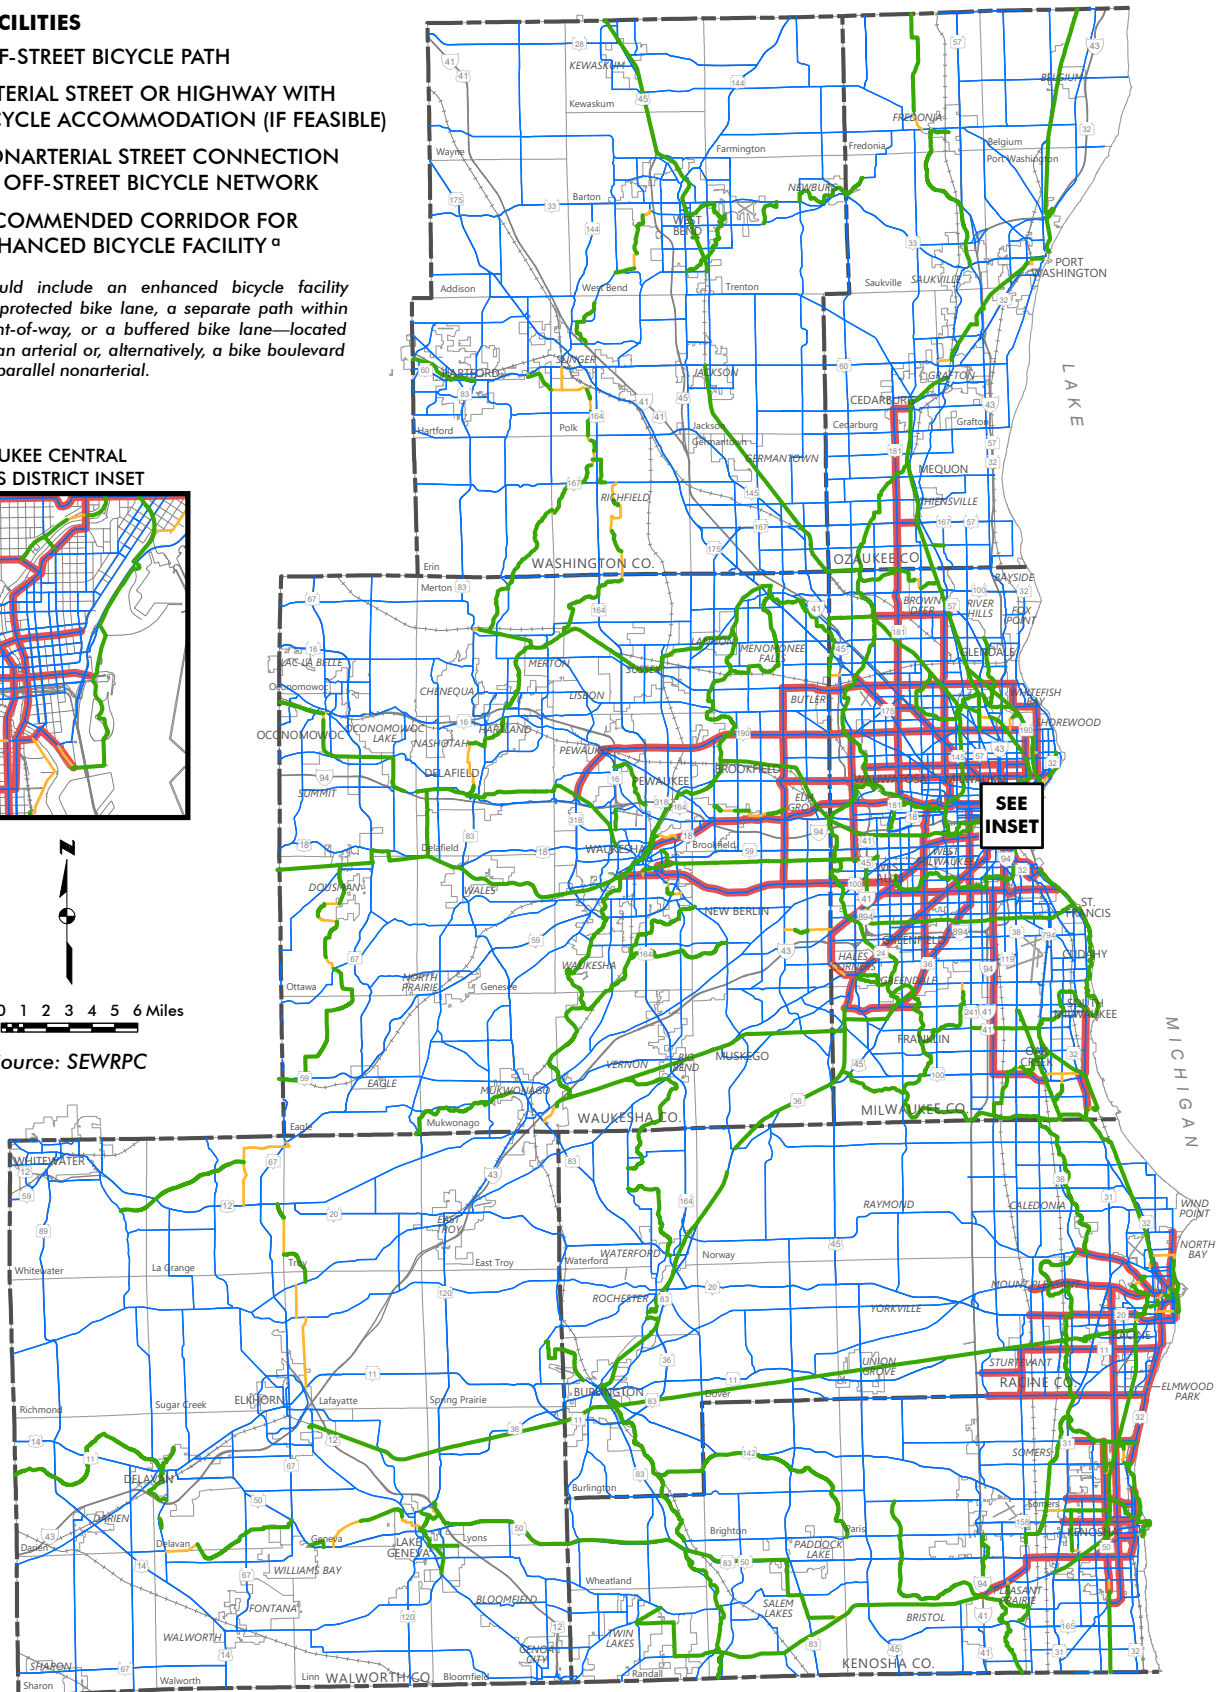 CILITIES
F-STREET BICYCLE PATH
TERIAL STREET OR HIGHWAY WITH
CYCLE ACCOMMODATION (IF FEASIBLE)
ONARTERIAL STREET CONNECTION
OFF-STREET BICYCLE NETWORK
COMMENDED CORRIDOR FOR
HANCED BICYCLE FACILITY a
uld include an enhanced bicycle facility
protected bike lane, a separate path within
nt-of-way, or a buffered bike lane—located
an arterial or, alternatively, a bike boulevard
parallel nonarterial.
UKEE CENTRAL
S DISTRICT INSET
N
0 1 2 3 4 5 6 Miles
ource: SEWRPC
SEE
INSET
LAKE
MICHIGAN
KEWASKUM
Kewaskum
Wayne
Farmington
Barton
NEWBURG
WEST
BEND
Addison
West Bend
Trenton
HARTFORD
SLINGER
JACKSON
Hartford
Polk
Jackson
Germantown
GERMANTOWN
RICHFIELD
Erin
WASHINGTON CO.
BELGIUM
FREDONIA
Fredonia
Belgium
Port Washington
PORT
WASHINGTON
Saukville
SAUKVILLE
GRAFTON
CEDARBURG
Cedarburg
Grafton
MEQUON
THIENSVILLE
OZAUKEE CO.
Merton
LAC LA BELLE
Oconomowoc
OCONOMOWOC
OCONOMOWOC
LAKE
CHENEQUA
MERTON
LISBON
SUSSEX
LANNON
MENOMONEE
FALLS
HARTLAND
NASHOTAH
DELAFIELD
PEWAUKEE
PEWAUKEE
BUTLER
BROOKFIELD
ELM
GROVE
SUMMIT
Delafield
WAUKESHA
Brookfield
DOUSMAN
WALES
NEW BERLIN
WAUKESHA
NORTH
PRAIRIE
Ottawa
Genesee
VERNON
BIG
BEND
MUSKEGO
EAGLE
MUKWONAGO
Eagle
Mukwonago
WAUKESHA CO.
BAYSIDE
BROWN
DEER
RIVER
HILLS
FOX
POINT
GLENDALE
WHITEFISH
BAY
SHOREWOOD
WAUWATOSA
MILWAUKEE
WEST
MILWAUKEE
ST.
FRANCIS
GREENFIELD
CUDAHY
HALES
CORNERS
GREENDALE
SOUTH
MILWAUKEE
FRANKLIN
OAK
CREEK
MILWAUKEE CO.
WHITEWATER
Whitewater
La Grange
Troy
EAST
TROY
East Troy
Richmond
Sugar Creek
ELKHORN
Lafayette
Spring Prairie
DELAVAN
DARIEN
Darien
Delavan
Geneva
LAKE
GENEVA
Lyons
WILLIAMS BAY
FONTANA
WALWORTH
BLOOMFIELD
GENOA
CITY
SHARON
Sharon
Walworth
Linn
WALWORTH CO.
Bloomfield
WATERFORD
Waterford
Norway
RAYMOND
CALEDONIA
WIND
POINT
NORTH
BAY
ROCHESTER
MOUNT PLEASANT
YORKVILLE
RACINE
UNION
GROVE
STURTEVANT
RACINE CO.
ELMWOOD
PARK
BURLINGTON
Dover
Burlington
SOMERS
Somers
Brighton
Paris
PADDOCK
LAKE
KENOSHA
Wheatland
SALEM
LAKES
BRISTOL
PLEASANT
PRAIRIE
TWIN
LAKES
Randall
KENOSHA CO.